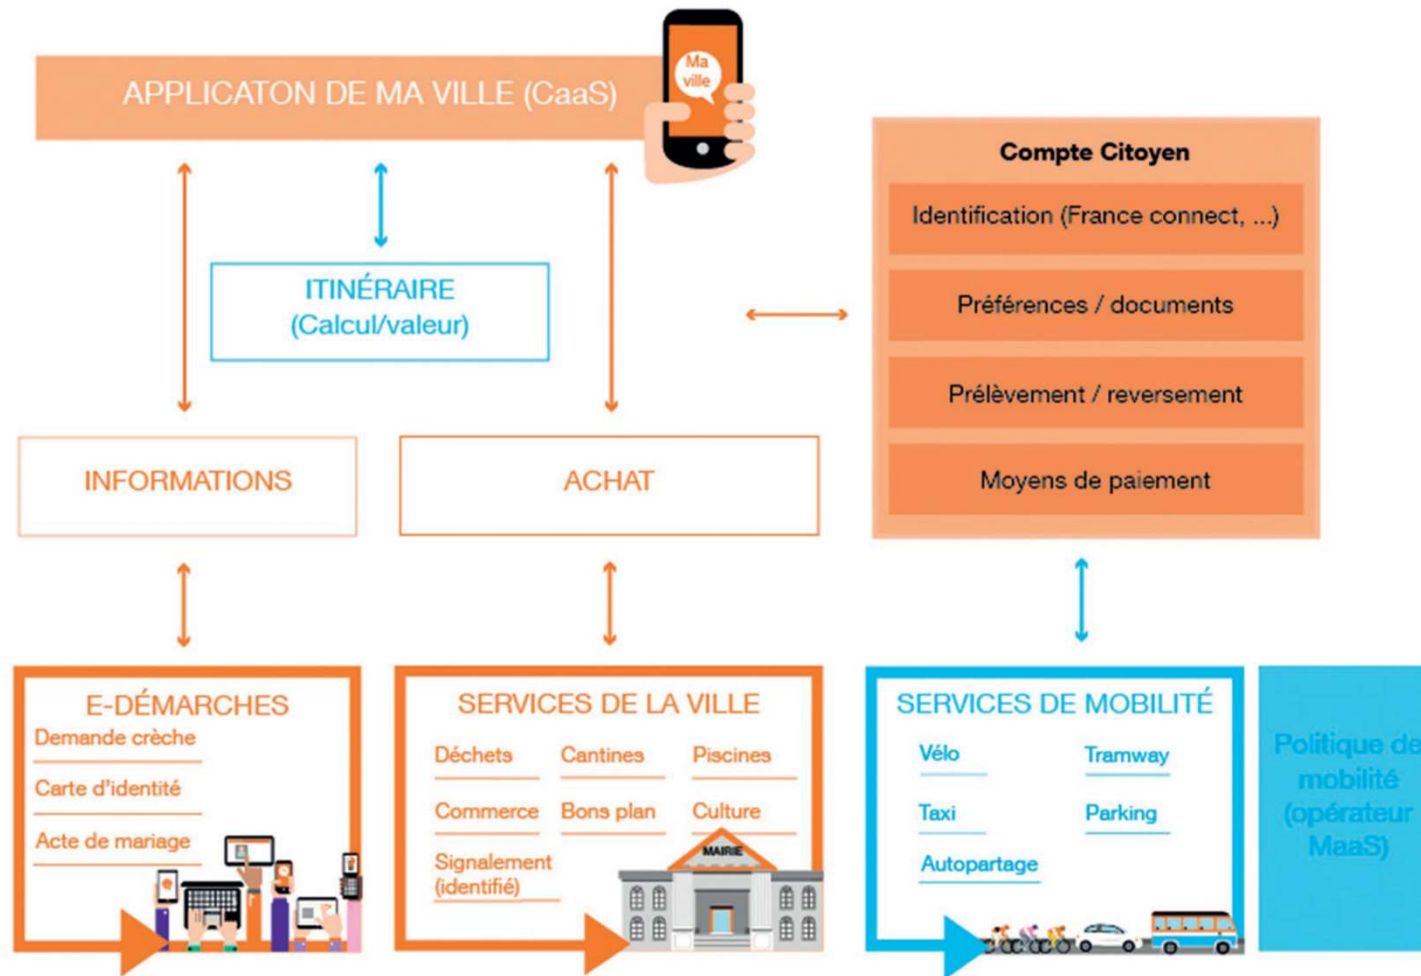 APPLICATON DE MA VILLE (CaaS)
Ma
ville
Compte Citoyen
Identification (France connect, ...)
Préférences / documents
Prélèvement / reversement
Moyens de paiement
ITINÉRAIRE
(Calcul/valeur)
INFORMATIONS
ACHAT
E-DÉMARCHES
Demande crèche
Carte d'identité
Acte de mariage
SERVICES DE LA VILLE
Déchets
Cantines
Piscines
Commerce
Bons plan
Culture
Signalement
(identifié)
MAIRIE
SERVICES DE MOBILITÉ
Vélo
Tramway
Taxi
Parking
Autopartage
Politique de
mobilité
(opérateur
MaaS)